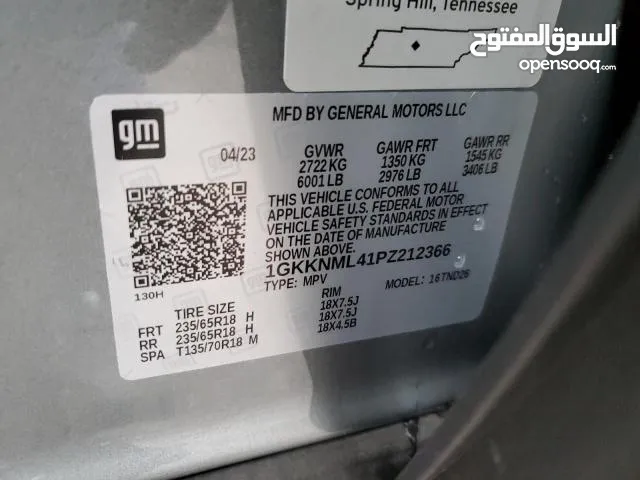 Spring Hill, Tennessee
السوق المفتوح
opensooq.com
gm
MFD BY GENERAL MOTORS LLC
04/23
GVWR GAWR FRT GAWR RR
2722 KG 1350 KG 1545 KG
6001 LB 2976 LB 3406 LB
THIS VEHICLE CONFORMS TO ALL
APPLICABLE U.S. FEDERAL MOTOR
VEHICLE SAFETY STANDARDS IN EFFECT
ON THE DATE OF MANUFACTURE
SHOWN ABOVE.
1GKKNML41PZ212366
TYPE: MPV MODEL: 16TND26
130H
TIRE SIZE RIM
FRT 235/65R18 H 18X7.5J
RR 235/65R18 H 18X7.5J
SPA T135/70R18 M 18X4.5B